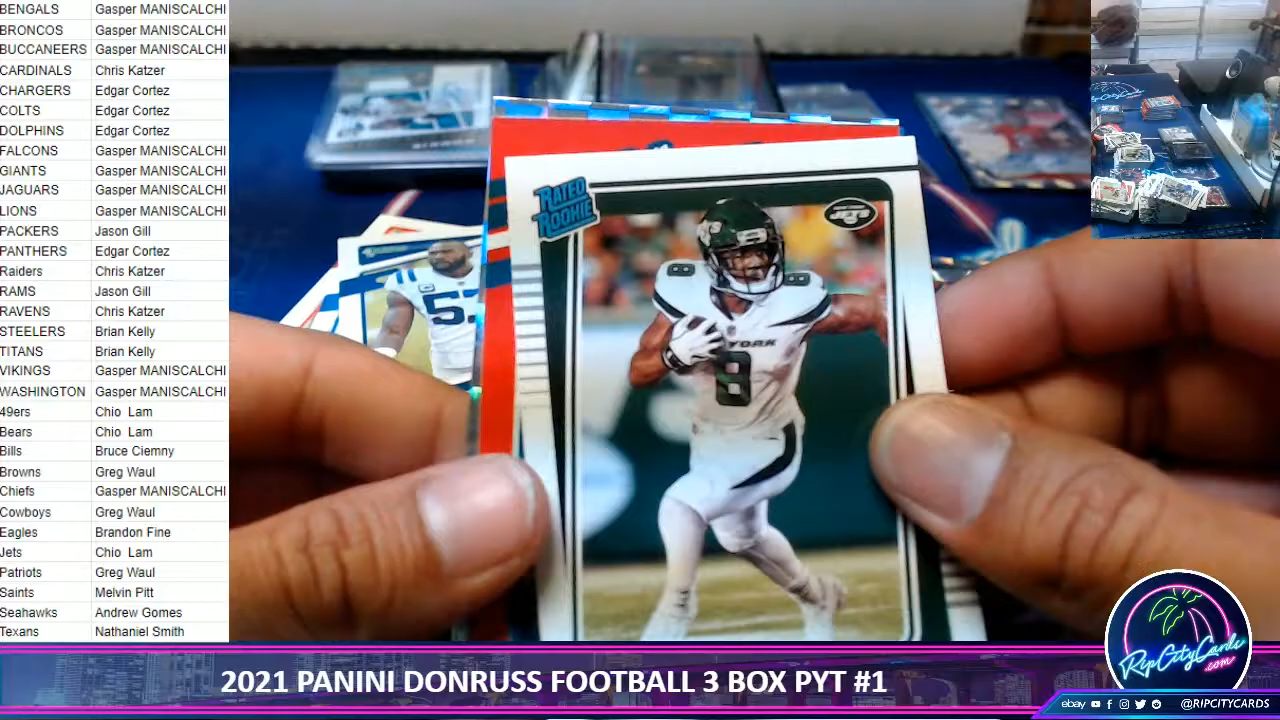 BENGALS Gasper MANISCALCHI
BRONCOS Gasper MANISCALCHI
BUCCANEERS Gasper MANISCALCHI
CARDINALS Chris Katzer
CHARGERS Edgar Cortez
COLTS Edgar Cortez
DOLPHINS Edgar Cortez
FALCONS Gasper MANISCALCHI
GIANTS Gasper MANISCALCHI
JAGUARS Gasper MANISCALCHI
LIONS Gasper MANISCALCHI
PACKERS Jason Gill
PANTHERS Edgar Cortez
Raiders Chris Katzer
RAMS Jason Gill
RAVENS Chris Katzer
STEELERS Brian Kelly
TITANS Brian Kelly
VIKINGS Gasper MANISCALCHI
WASHINGTON Gasper MANISCALCHI
49ers Chio Lam
Bears Chio Lam
Bills Bruce Ciemny
Browns Greg Waul
Chiefs Gasper MANISCALCHI
Cowboys Greg Waul
Eagles Brandon Fine
Jets Chio Lam
Patriots Greg Waul
Saints Melvin Pitt
Seahawks Andrew Gomes
Texans Nathaniel Smith
RATED
ROOKIE
JETS
8 8
YORK
8
5
RipCityCards
.com
2021 PANINI DONRUSS FOOTBALL 3 BOX PYT #1
ebay @RIPCITYCARDS